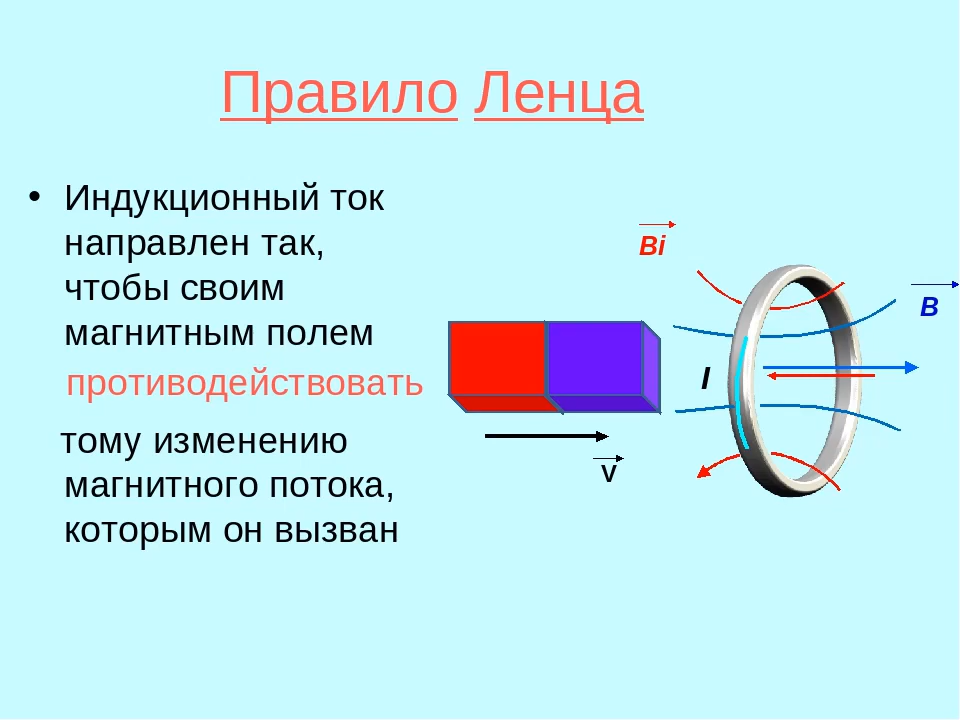 Правило Ленца
• Индукционный ток
направлен так,
чтобы своим
магнитным полем
противодействовать
тому изменению
магнитного потока,
которым он вызван
Bi
B
I
V